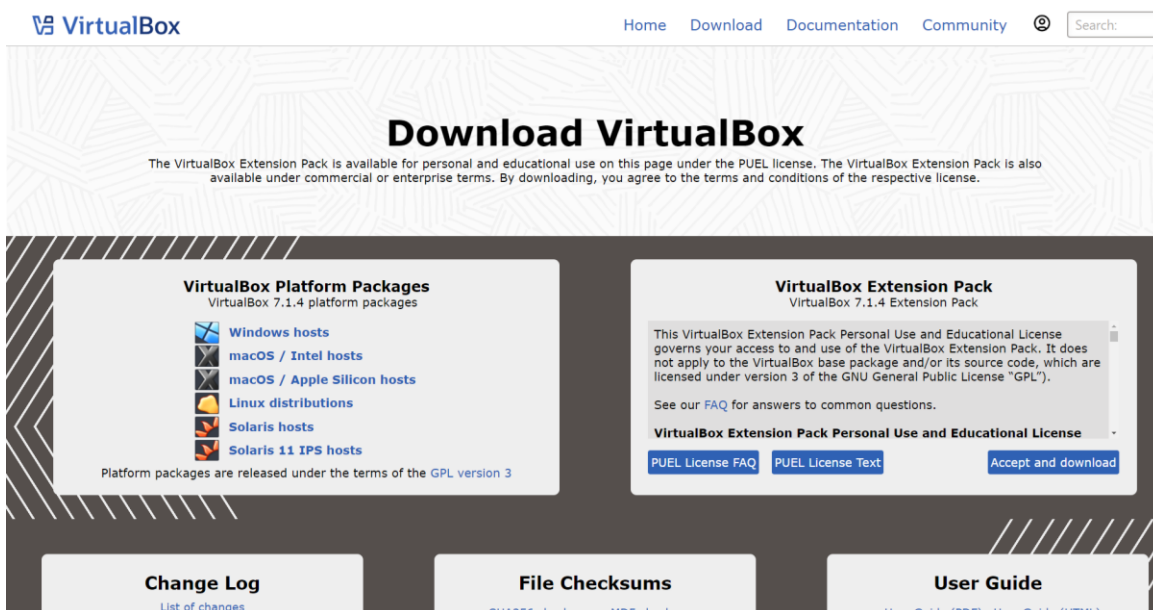 VirtualBox
Home Download Documentation Community Search:
Download VirtualBox
The VirtualBox Extension Pack is available for personal and educational use on this page under the PUEL license. The VirtualBox Extension Pack is also
available under commercial or enterprise terms. By downloading, you agree to the terms and conditions of the respective license.
VirtualBox Platform Packages
VirtualBox 7.1.4 platform packages
Windows hosts
macOS / Intel hosts
macOS / Apple Silicon hosts
Linux distributions
Solaris hosts
Solaris 11 IPS hosts
Platform packages are released under the terms of the GPL version 3
VirtualBox Extension Pack
VirtualBox 7.1.4 Extension Pack
This VirtualBox Extension Pack Personal Use and Educational License
governs your access to and use of the VirtualBox Extension Pack. It does
not apply to the VirtualBox base package and/or its source code, which are
licensed under version 3 of the GNU General Public License “GPL”).
See our FAQ for answers to common questions.
VirtualBox Extension Pack Personal Use and Educational License
PUEL License FAQ PUEL License Text Accept and download
Change Log
List of changes
File Checksums
User Guide